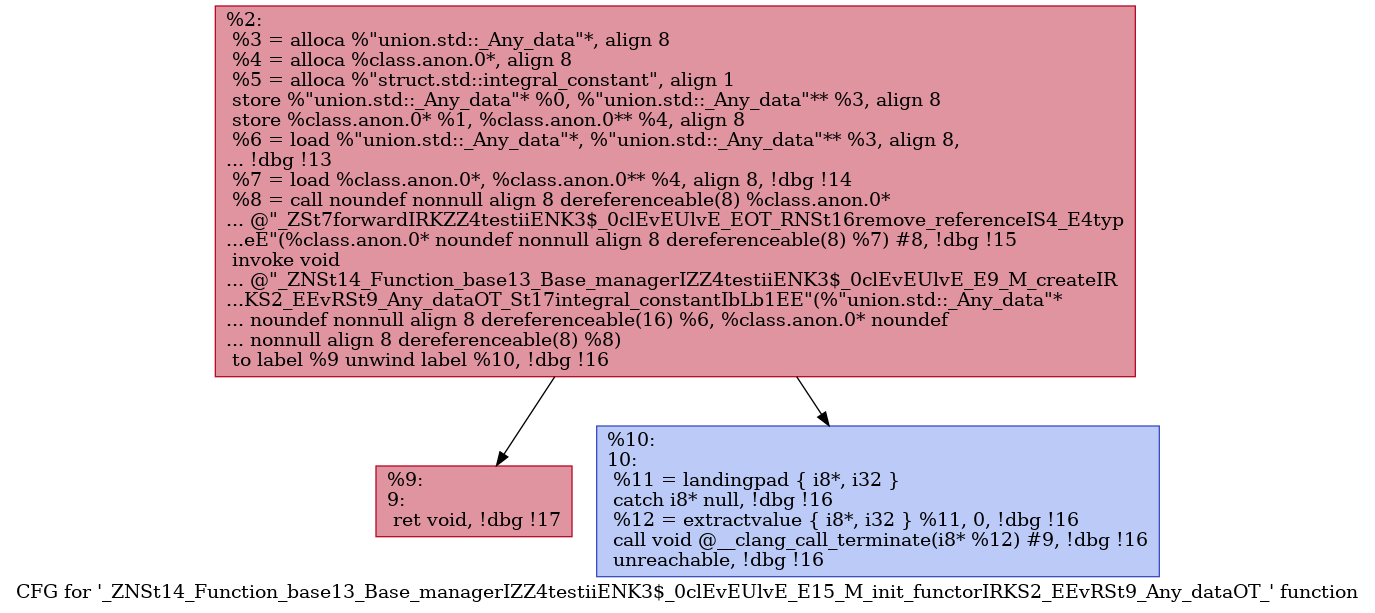 %2:
%3 = alloca %"union.std::_Any_data"*, align 8
%4 = alloca %class.anon.0*, align 8
%5 = alloca %"struct.std::integral_constant", align 1
store %"union.std::_Any_data"* %0, %"union.std::_Any_data"** %3, align 8
store %class.anon.0* %1, %class.anon.0** %4, align 8
%6 = load %"union.std::_Any_data"*, %"union.std::_Any_data"** %3, align 8,
... !dbg !13
%7 = load %class.anon.0*, %class.anon.0** %4, align 8, !dbg !14
%8 = call noundef nonnull align 8 dereferenceable(8) %class.anon.0*
... @"_ZSt7forwardIRKZZ4testiiENK3$_0clEvEUlvE_EOT_RNSt16remove_referenceIS4_E4typ
...eE"(%class.anon.0* noundef nonnull align 8 dereferenceable(8) %7) #8, !dbg !15
invoke void
... @"_ZNSt14_Function_base13_Base_managerIZZ4testiiENK3$_0clEvEUlvE_E9_M_createIR
...KS2_EEvRSt9_Any_dataOT_St17integral_constantIbLb1EE"(%"union.std::_Any_data"*
... noundef nonnull align 8 dereferenceable(16) %6, %class.anon.0* noundef
... nonnull align 8 dereferenceable(8) %8)
to label %9 unwind label %10, !dbg !16
%9:
9:
ret void, !dbg !17
%10:
10:
%11 = landingpad { i8*, i32 }
catch i8* null, !dbg !16
%12 = extractvalue { i8*, i32 } %11, 0, !dbg !16
call void @__clang_call_terminate(i8* %12) #9, !dbg !16
unreachable, !dbg !16
CFG for '_ZNSt14_Function_base13_Base_managerIZZ4testiiENK3$_0clEvEUlvE_E15_M_init_functorIRKS2_EEvRSt9_Any_dataOT_' function